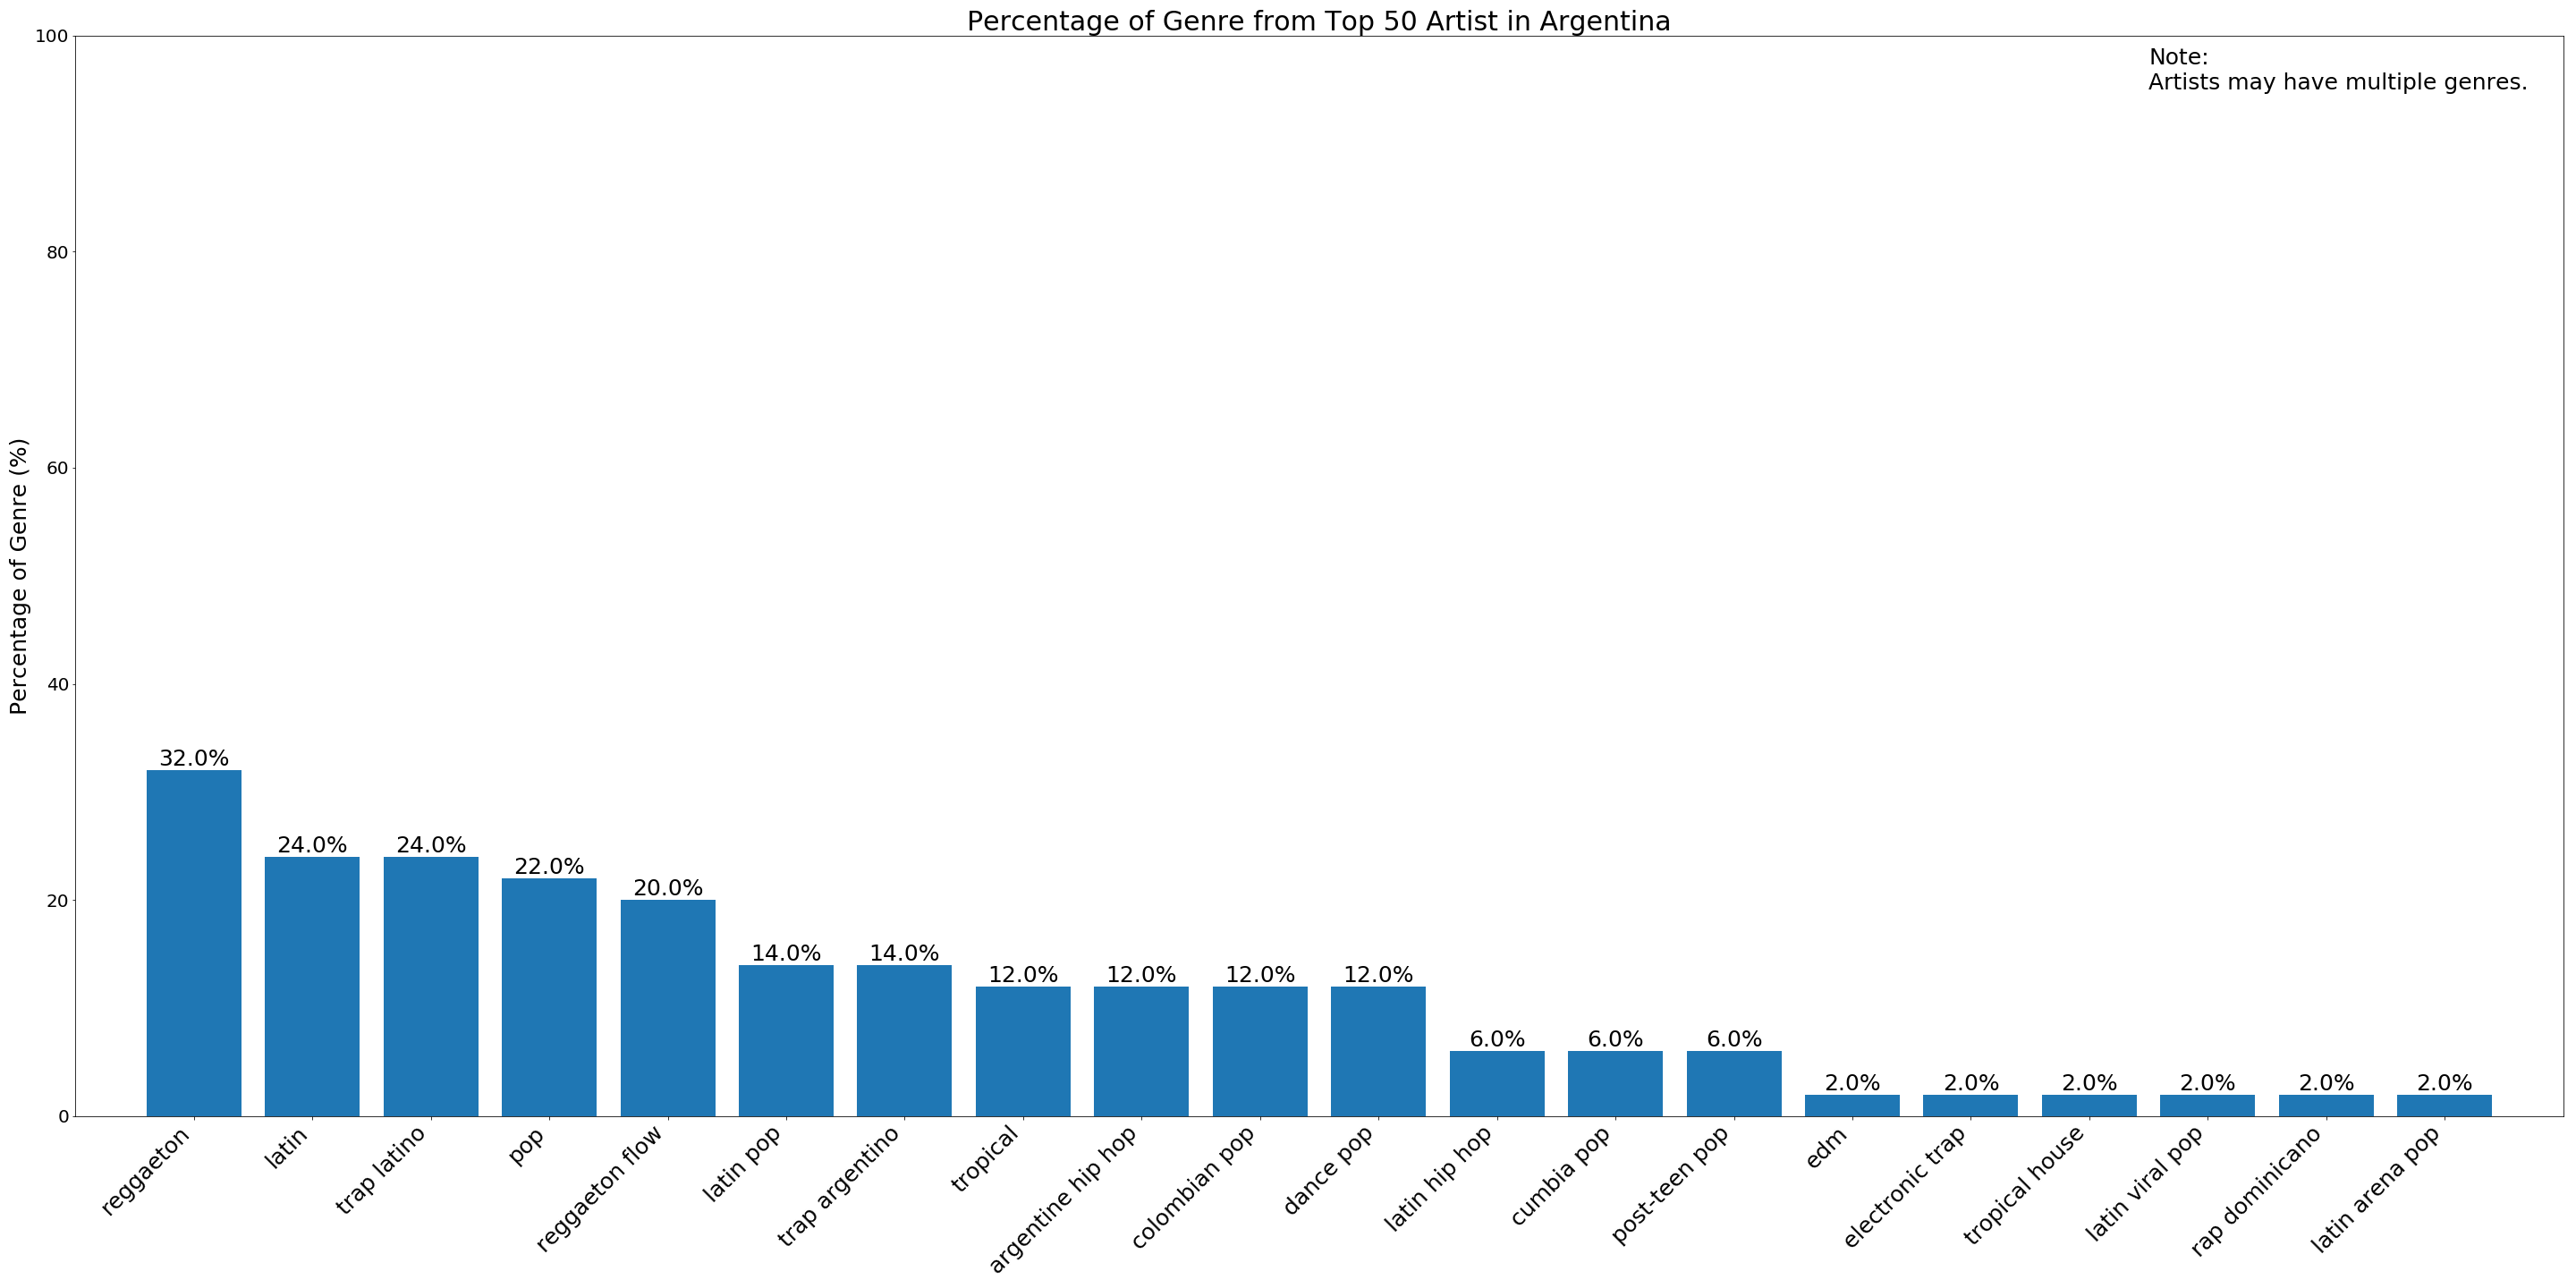 Percentage of Genre from Top 50 Artist in Argentina
Note:
Artists may have multiple genres.
Percentage of Genre (%)
100
80
60
40
20
0
32.0%
24.0%
24.0%
22.0%
20.0%
14.0%
14.0%
12.0%
12.0%
12.0%
12.0%
6.0%
6.0%
6.0%
2.0%
2.0%
2.0%
2.0%
2.0%
2.0%
reggaeton
latin
trap latino
pop
reggaeton flow
latin pop
trap argentino
tropical
argentine hip hop
colombian pop
dance pop
latin hip hop
cumbia pop
post-teen pop
edm
electronic trap
tropical house
latin viral pop
rap dominicano
latin arena pop